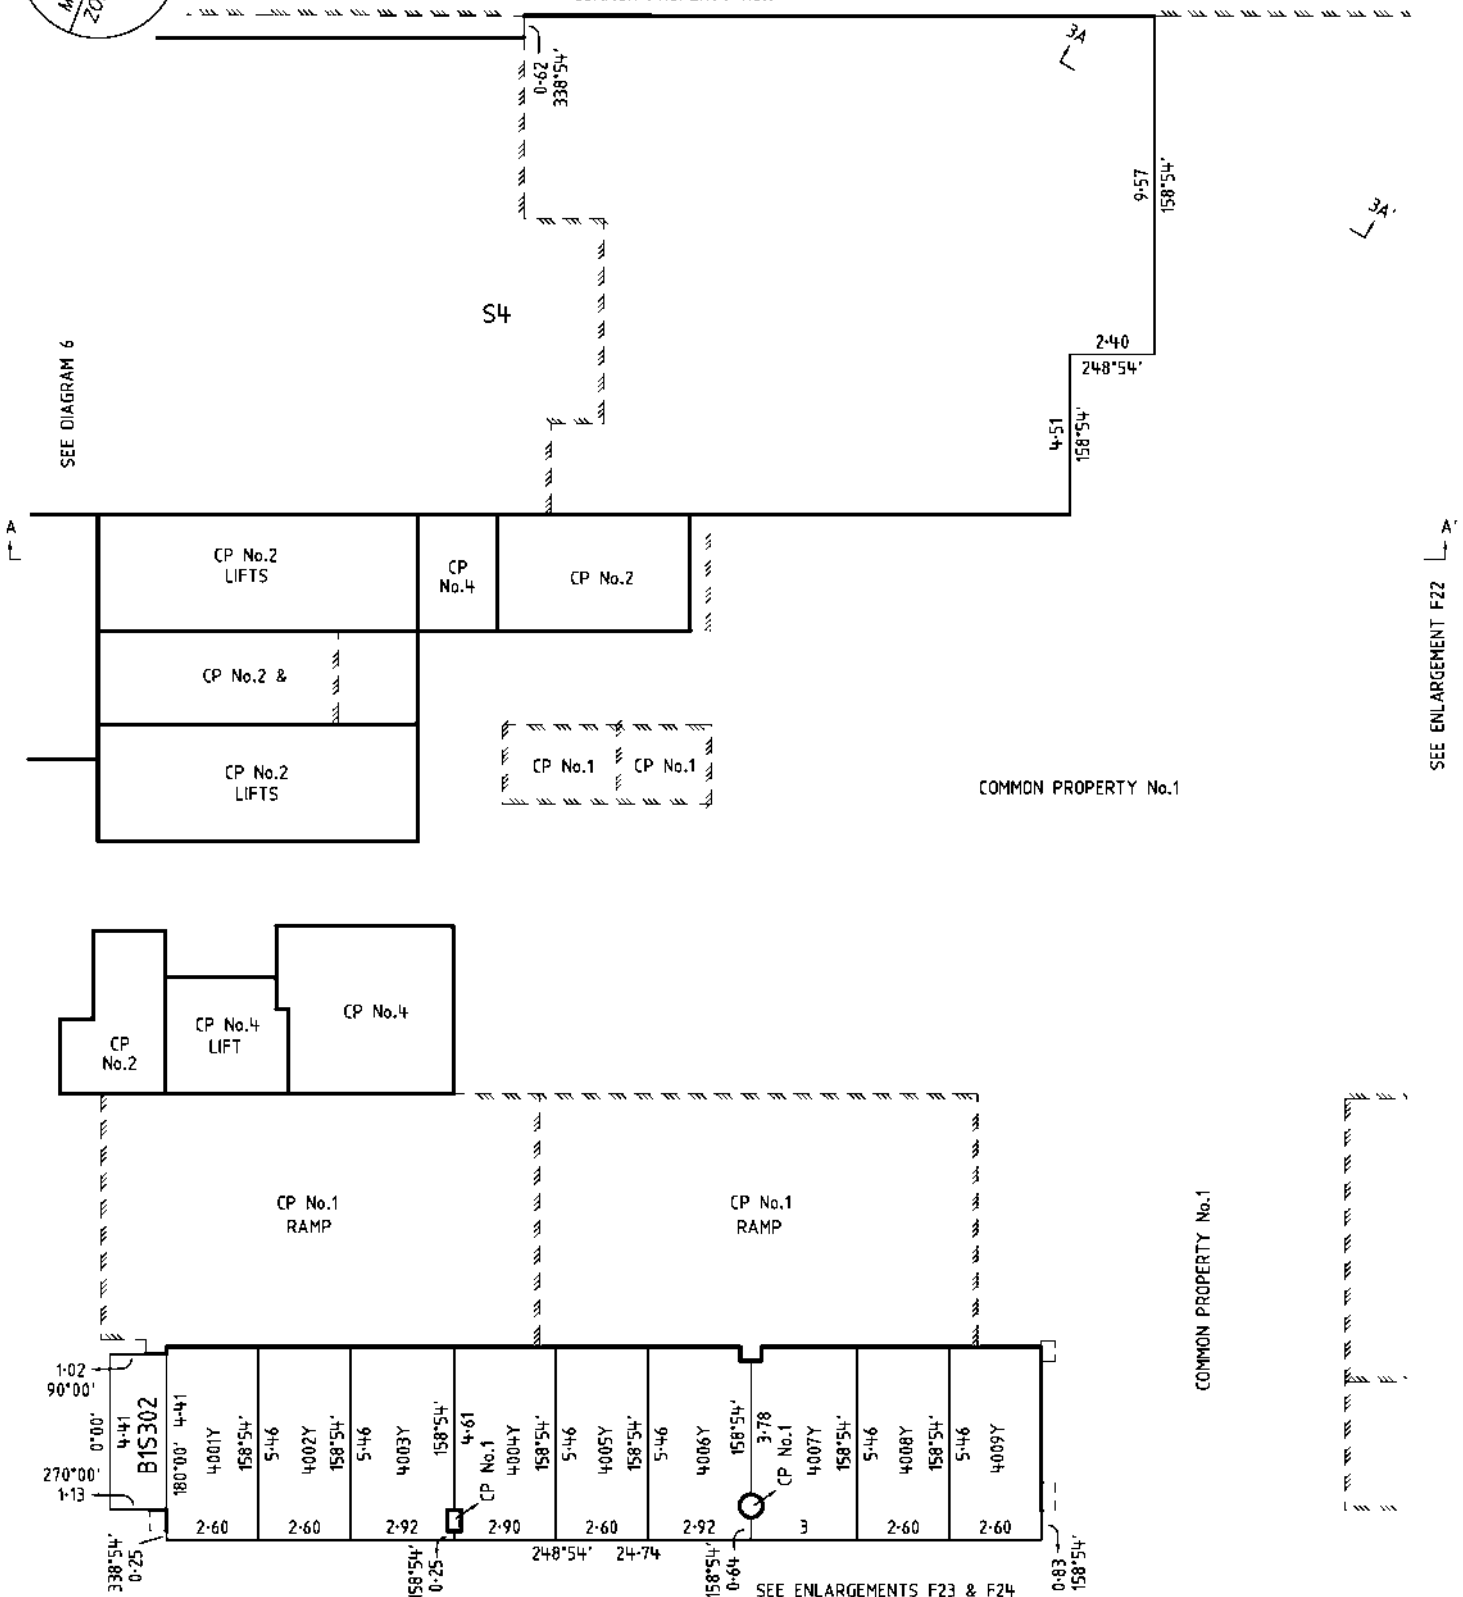 M
ZO
3A
0·62
338°54'
9·57
158°54'
3A'
S4
2·40
248°54'
SEE DIAGRAM 6
4·51
158°54'
A
A'
CP No.2
LIFTS
CP
No.4
CP No.2
SEE ENLARGEMENT F22
CP No.2 &
CP No.1
CP No.1
CP No.2
LIFTS
COMMON PROPERTY No.1
CP No.4
CP No.4
LIFT
CP
No.2
CP No.1
RAMP
CP No.1
RAMP
COMMON PROPERTY No.1
1·02
90°00'
0°00'
4·41
B1S302
180°00' 4·41
270°00'
1·13
4001Y
158°54'
5·46
4002Y
158°54'
5·46
4003Y
158°54'
4·61
CP No.1
4004Y
158°54'
5·46
4005Y
158°54'
5·46
4006Y
158°54'
3·78
CP No.1
4007Y
158°54'
5·46
4008Y
158°54'
5·46
4009Y
2·60
2·60
2·92
2·90
2·60
2·92
3
2·60
2·60
338°54'
0·25
158°54'
0·25
248°54' 24·74
158°54'
0·64
0·83
158°54'
SEE ENLARGEMENTS F23 & F24